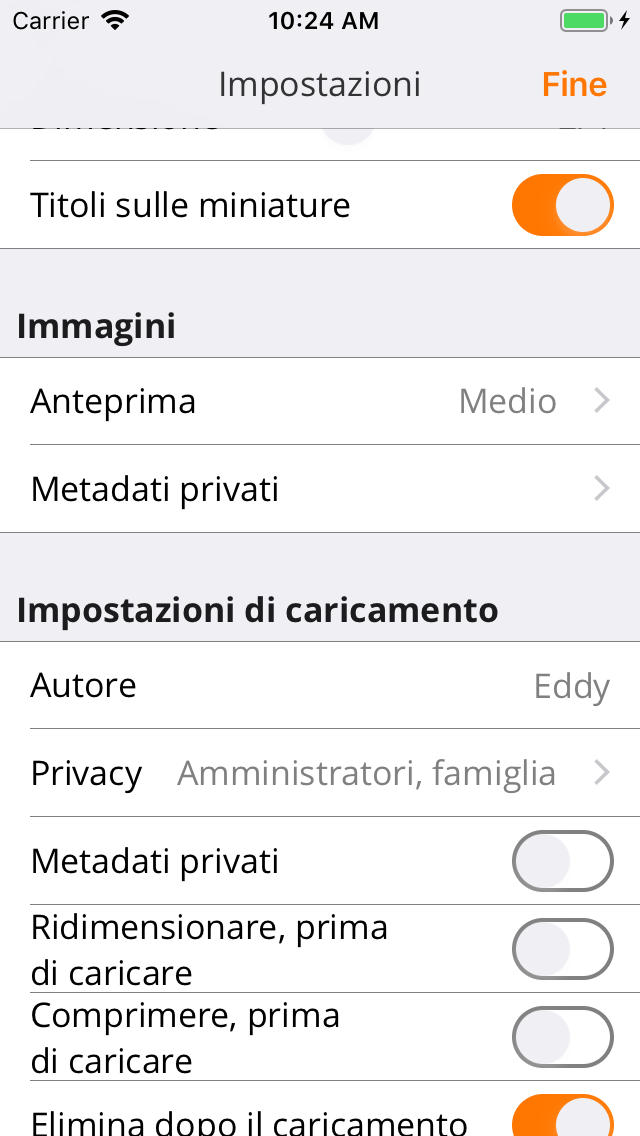 Carrier 10:24 AM
Impostazioni Fine
Titoli sulle miniature
Immagini
Anteprima Medio
Metadati privati
Impostazioni di caricamento
Autore Eddy
Privacy Amministratori, famiglia
Metadati privati
Ridimensionare, prima
di caricare
Comprimere, prima
di caricare
Elimina dopo il caricamento